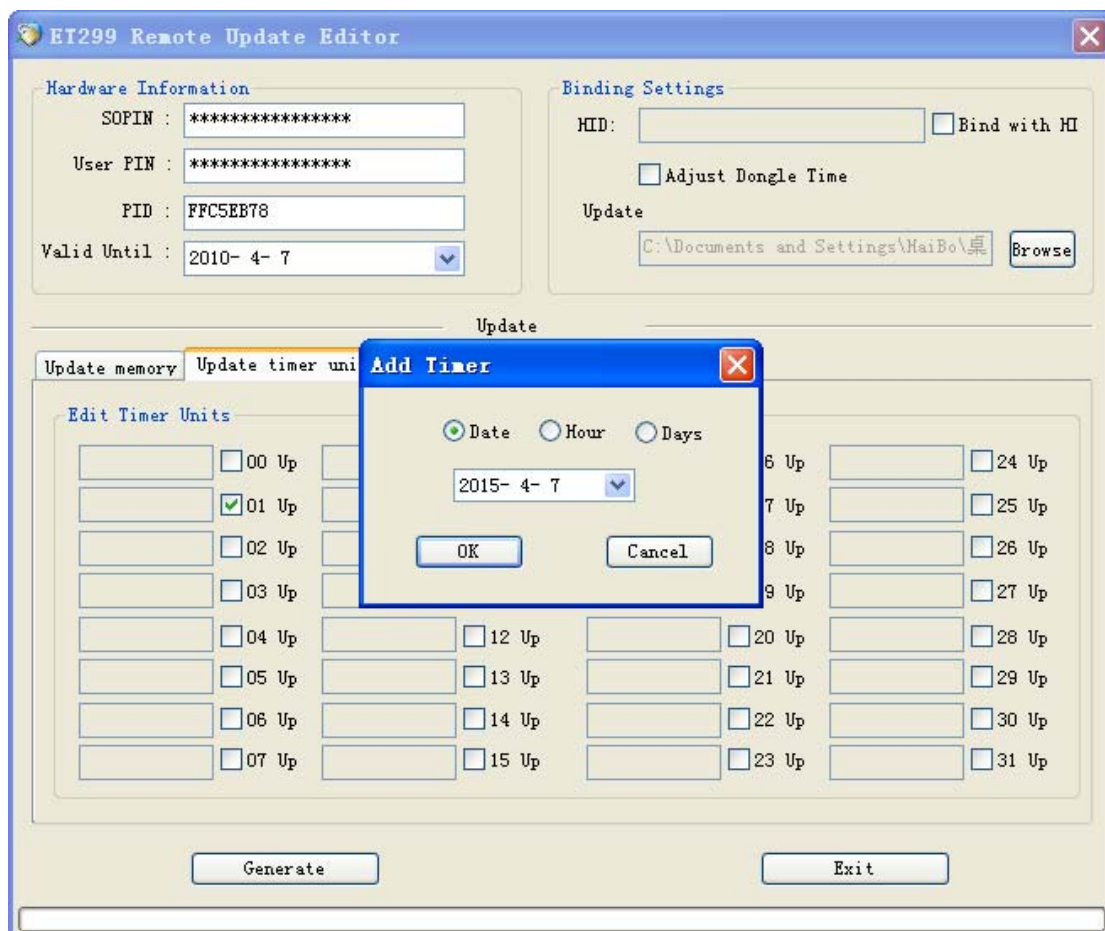 ET299 Remote Update Editor
Hardware Information
SOPIN : ****************
User PIN : ****************
PID : FFC5EB78
Valid Until : 2010- 4- 7
Binding Settings
HID:
Bind with HI
Adjust Dongle Time
Update
C:\Documents and Settings\HaiBo\桌
Browse
Update
Update memory
Update timer uni
Add Timer
Date Hour Days
2015- 4- 7
OK Cancel
Edit Timer Units
00 Up 6 Up 24 Up
01 Up 7 Up 25 Up
02 Up 8 Up 26 Up
03 Up 9 Up 27 Up
04 Up 12 Up 20 Up 28 Up
05 Up 13 Up 21 Up 29 Up
06 Up 14 Up 22 Up 30 Up
07 Up 15 Up 23 Up 31 Up
Generate Exit